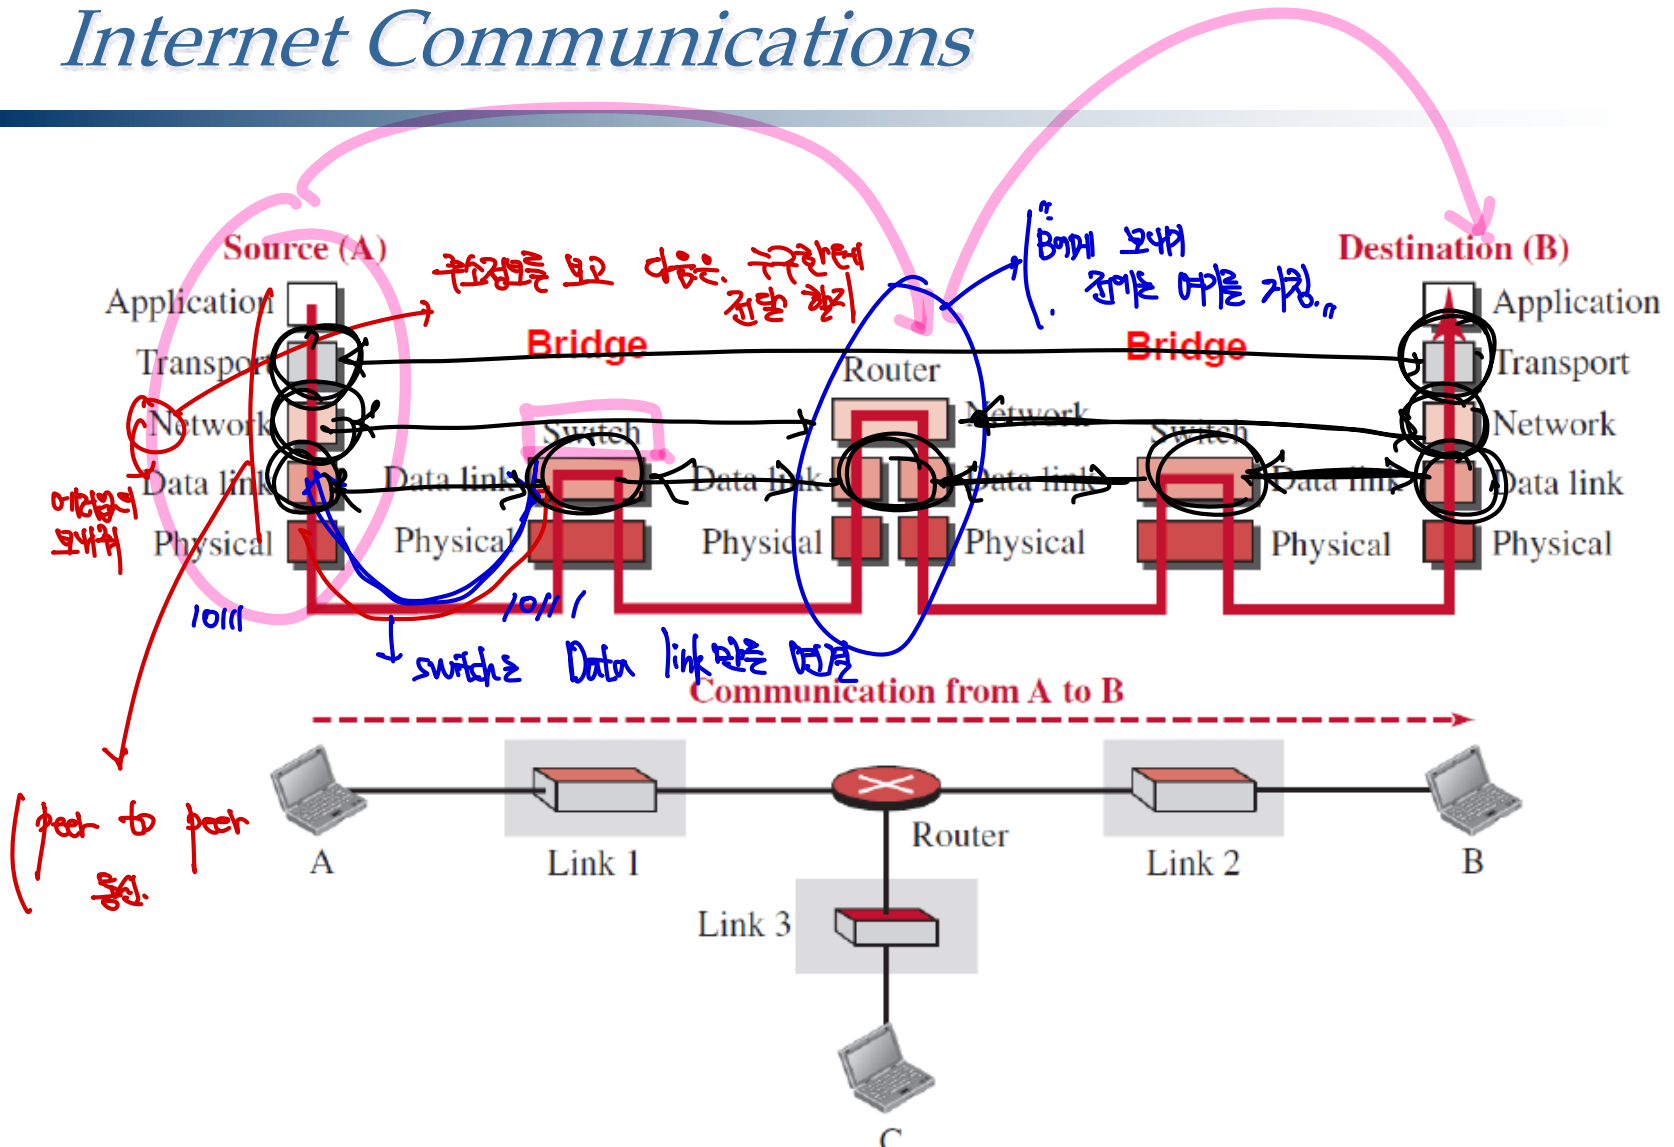 Internet Communications
Source (A)
Destination (B)
주소정보를 보고 다음은 누구한테
전달 할지
"B에게 보내기
전에는 여기를 거침."
Application
Application
Bridge
Bridge
Transport
Router
Transport
Network
Network
Network
Switch
Switch
Data link
Data link
Data link
Data link
Data link
Data link
보내줘
Physical
Physical
Physical
Physical
Physical
Physical
10111
10111
switch는 Data link 만을 연결
Communication from A to B
peer to peer
통신.
Router
A
Link 1
Link 2
B
Link 3
C